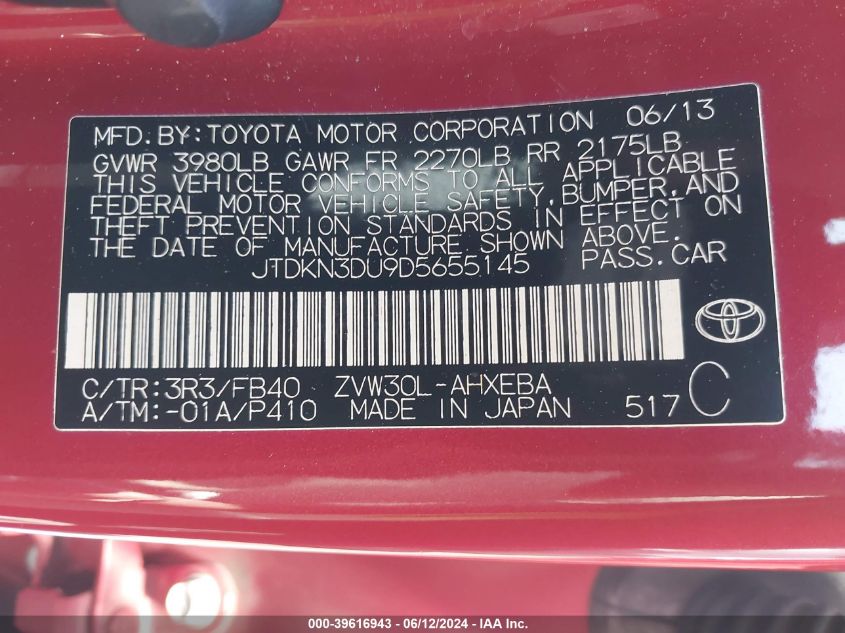 MFD. BY: TOYOTA MOTOR CORPORATION 06/13
GVWR 3980LB GAWR FR 2270LB RR 2175LB
THIS VEHICLE CONFORMS TO ALL APPLICABLE
FEDERAL MOTOR VEHICLE SAFETY, BUMPER, AND
THEFT PREVENTION STANDARDS IN EFFECT ON
THE DATE OF MANUFACTURE SHOWN ABOVE.
JTDKN3DU9D5655145 PASS. CAR
C/TR: 3R3/FB40 ZVW30L-AHXEBA
A/TM: -01A/P410 MADE IN JAPAN 517 C
000-39616943 - 06/12/2024 - IAA Inc.